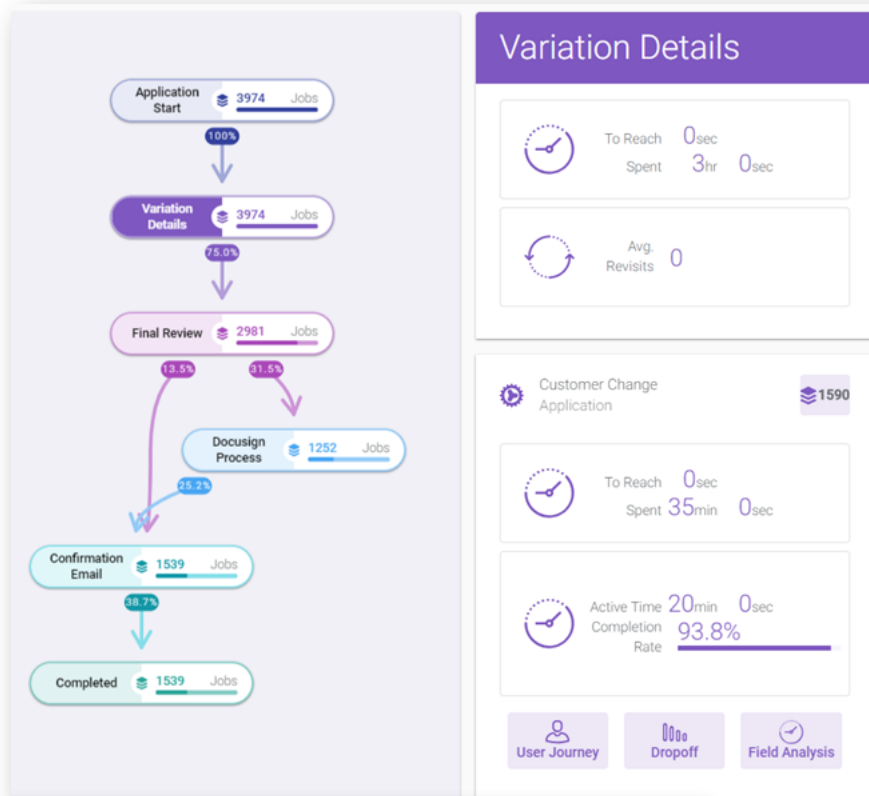 Application
Start
3974 Jobs
100%
Variation
Details
3974 Jobs
75.0%
Final Review
2981 Jobs
13.5% 31.5%
Docusign
Process
1252 Jobs
25.2%
Confirmation
Email
1539 Jobs
38.7%
Completed
1539 Jobs
Variation Details
To Reach 0sec
Spent 3hr 0sec
Avg.
Revisits 0
Customer Change
Application
1590
To Reach 0sec
Spent 35min 0sec
Active Time 20min 0sec
Completion
Rate
93.8%
User Journey
Dropoff
Field Analysis